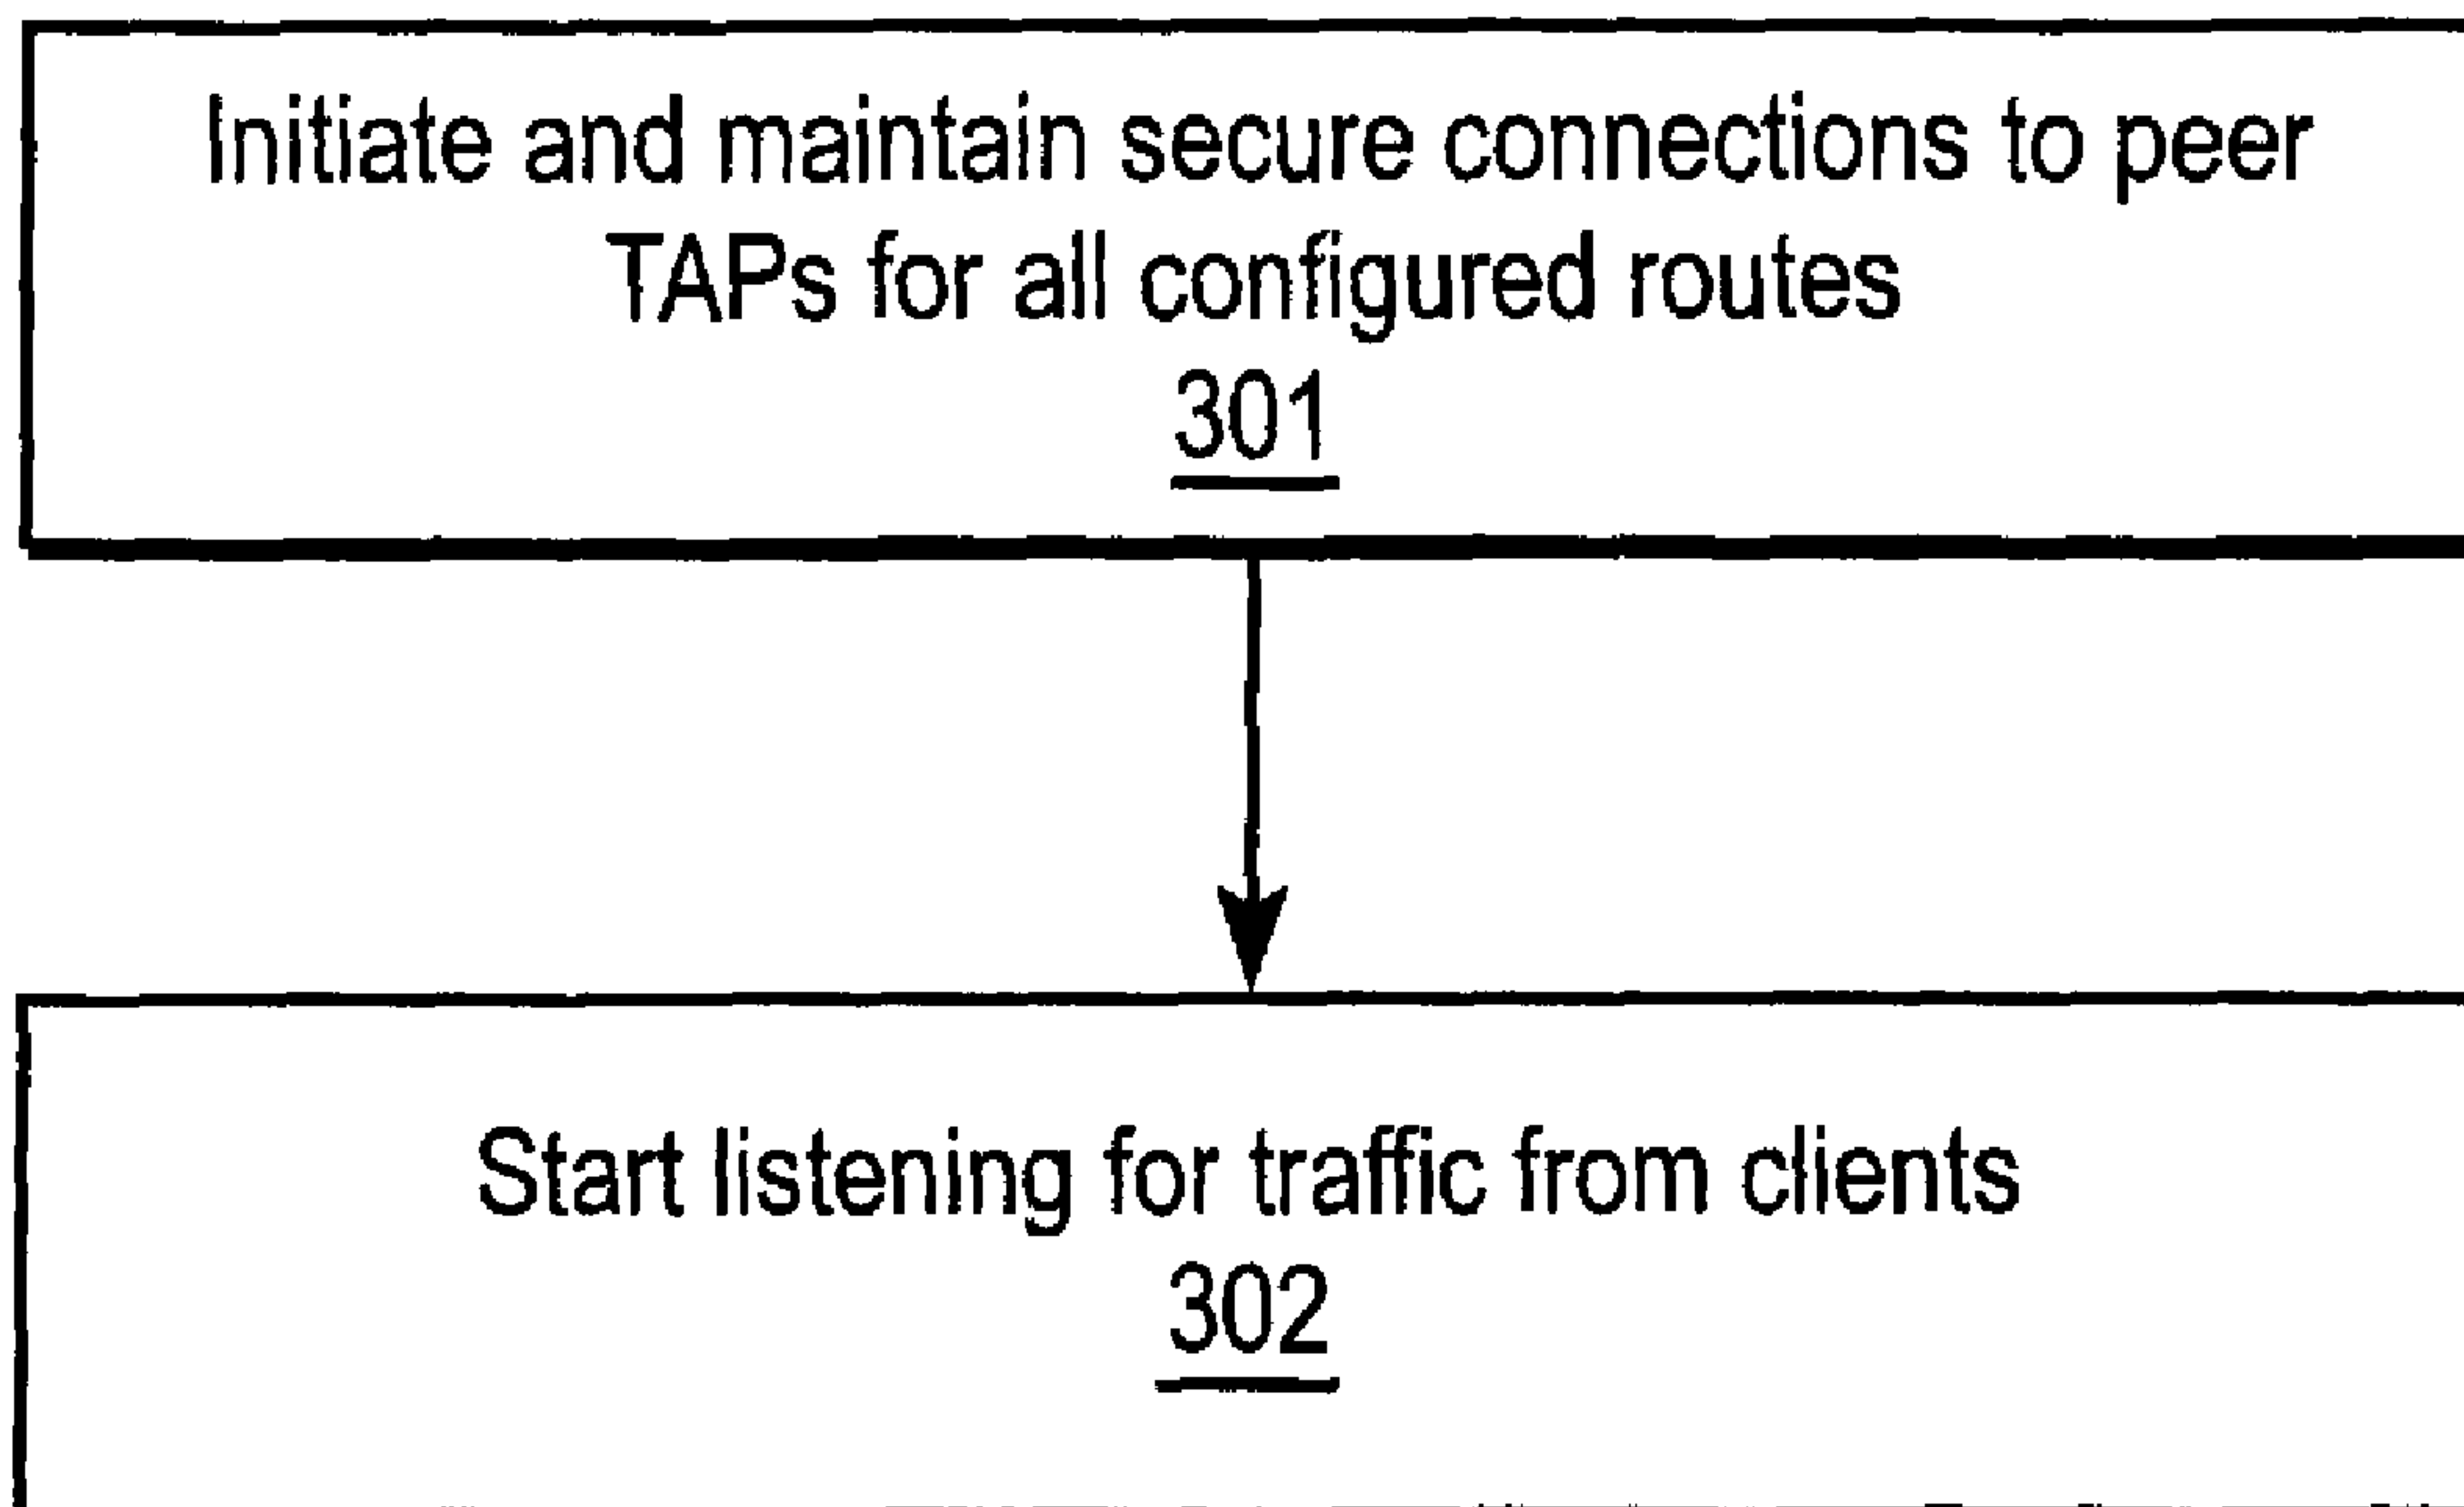 Initiate and maintain secure connections to peer
TAPs for all configured routes
301
Start listening for traffic from clients
302